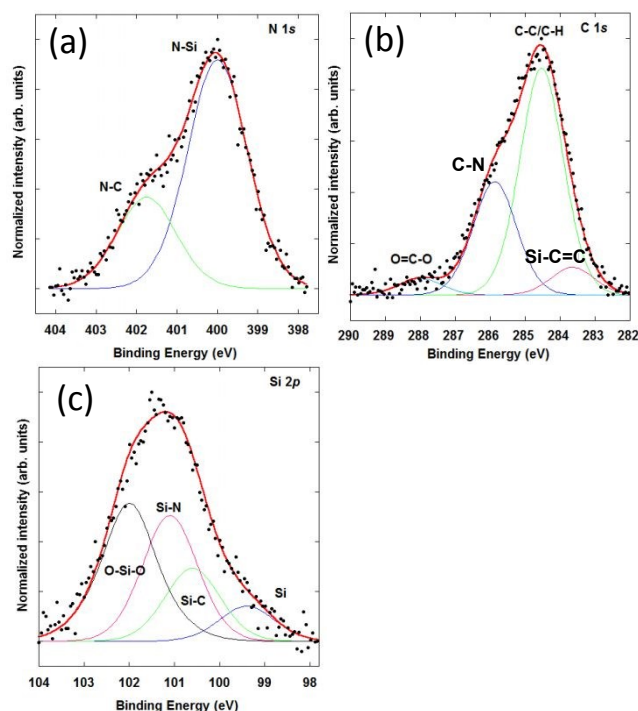 (a)
N 1s
N-Si
N-C
Normalized intensity (arb. units)
404 403 402 401 400 399 398
Binding Energy (eV)
(b)
C-C/C-H
C 1s
C-N
O=C-O
Si-C=C
Normalized intensity (arb. units)
290 289 288 287 286 285 284 283 282
Binding Energy (eV)
(c)
Si 2p
Si-N
O-Si-O
Si-C
Si
Normalized intensity (arb. units)
104 103 102 101 100 99 98
Binding Energy (eV)